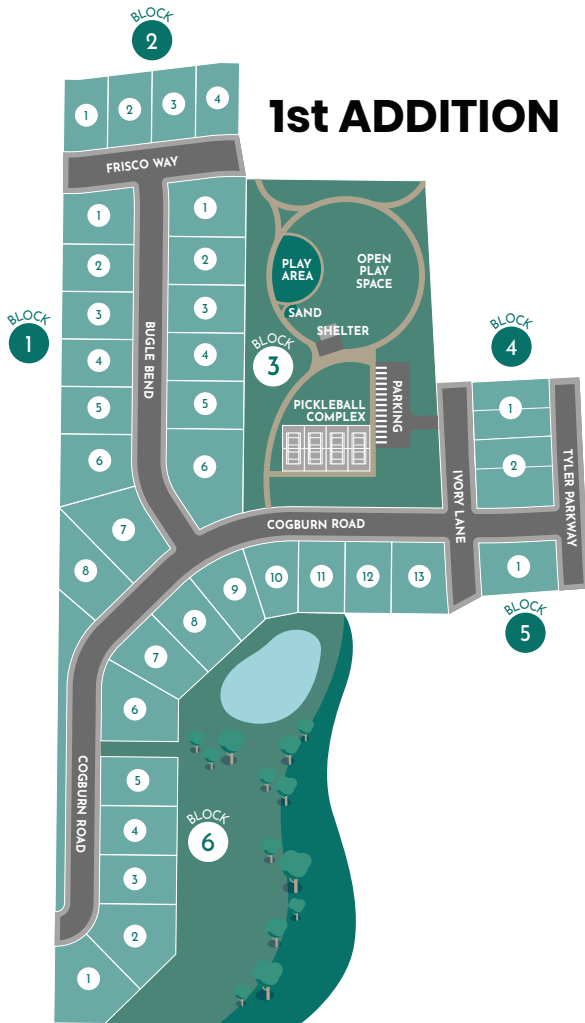 BLOCK
2
1st ADDITION
1
2
3
4
FRISCO WAY
1
2
3
4
5
6
7
8
BLOCK
1
BUGLE BEND
1
2
3
4
5
6
BLOCK
3
PLAY
AREA
OPEN
PLAY
SPACE
SAND
SHELTER
PICKLEBALL
COMPLEX
PARKING
BLOCK
4
1
2
IVORY LANE
TYLER PARKWAY
COGBURN ROAD
1
BLOCK
5
13
12
11
10
9
8
7
6
5
4
3
2
1
BLOCK
6
COGBURN ROAD